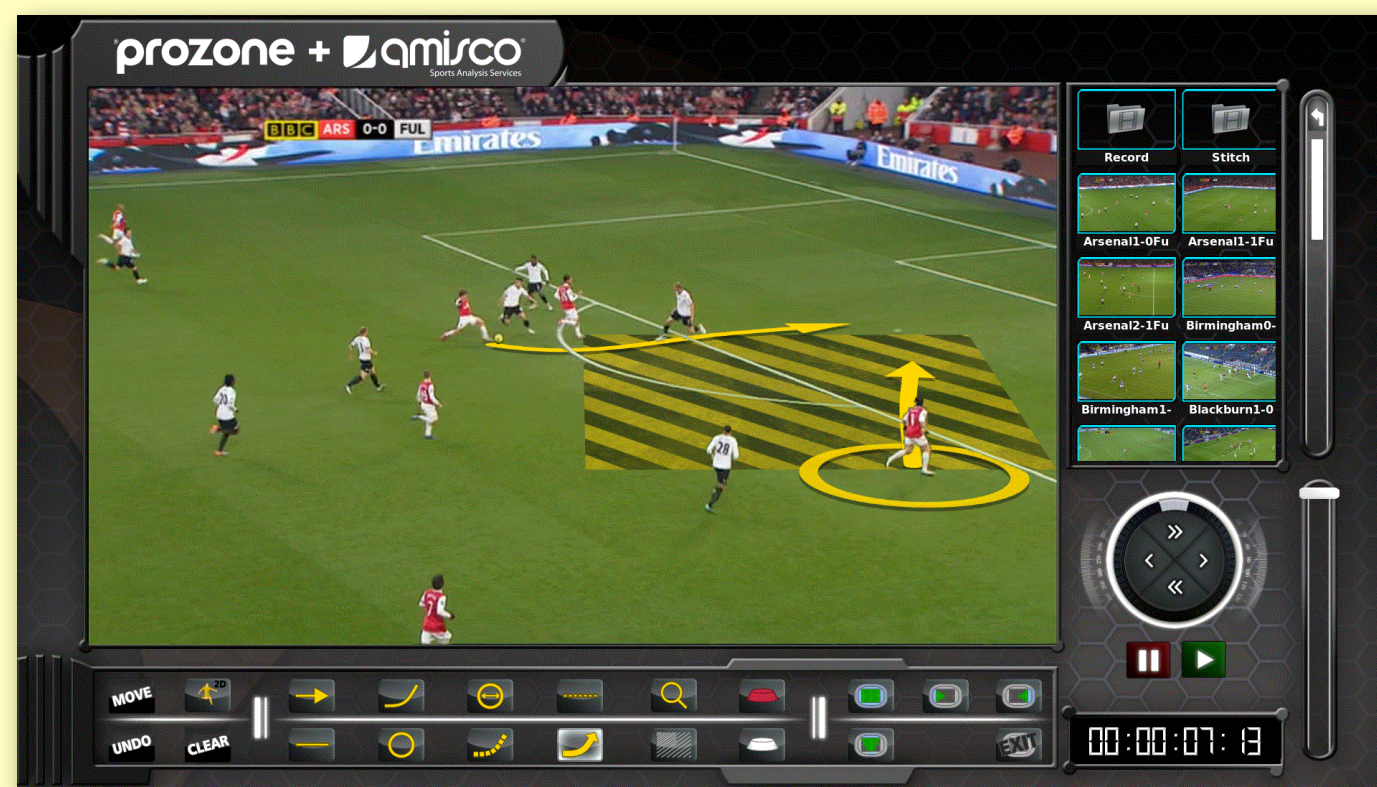 prozone + amisco
Sports Analysis Services
BBC ARS 0-0 FUL
Emirates
Emirates
28
Record
Stitch
Arsenal1-0Fu
Arsenal1-1Fu
Arsenal2-1Fu
Birmingham0-
Birmingham1-
Blackburn1-0
MOVE
2D
UNDO
CLEAR
EXIT
00:00:07:13